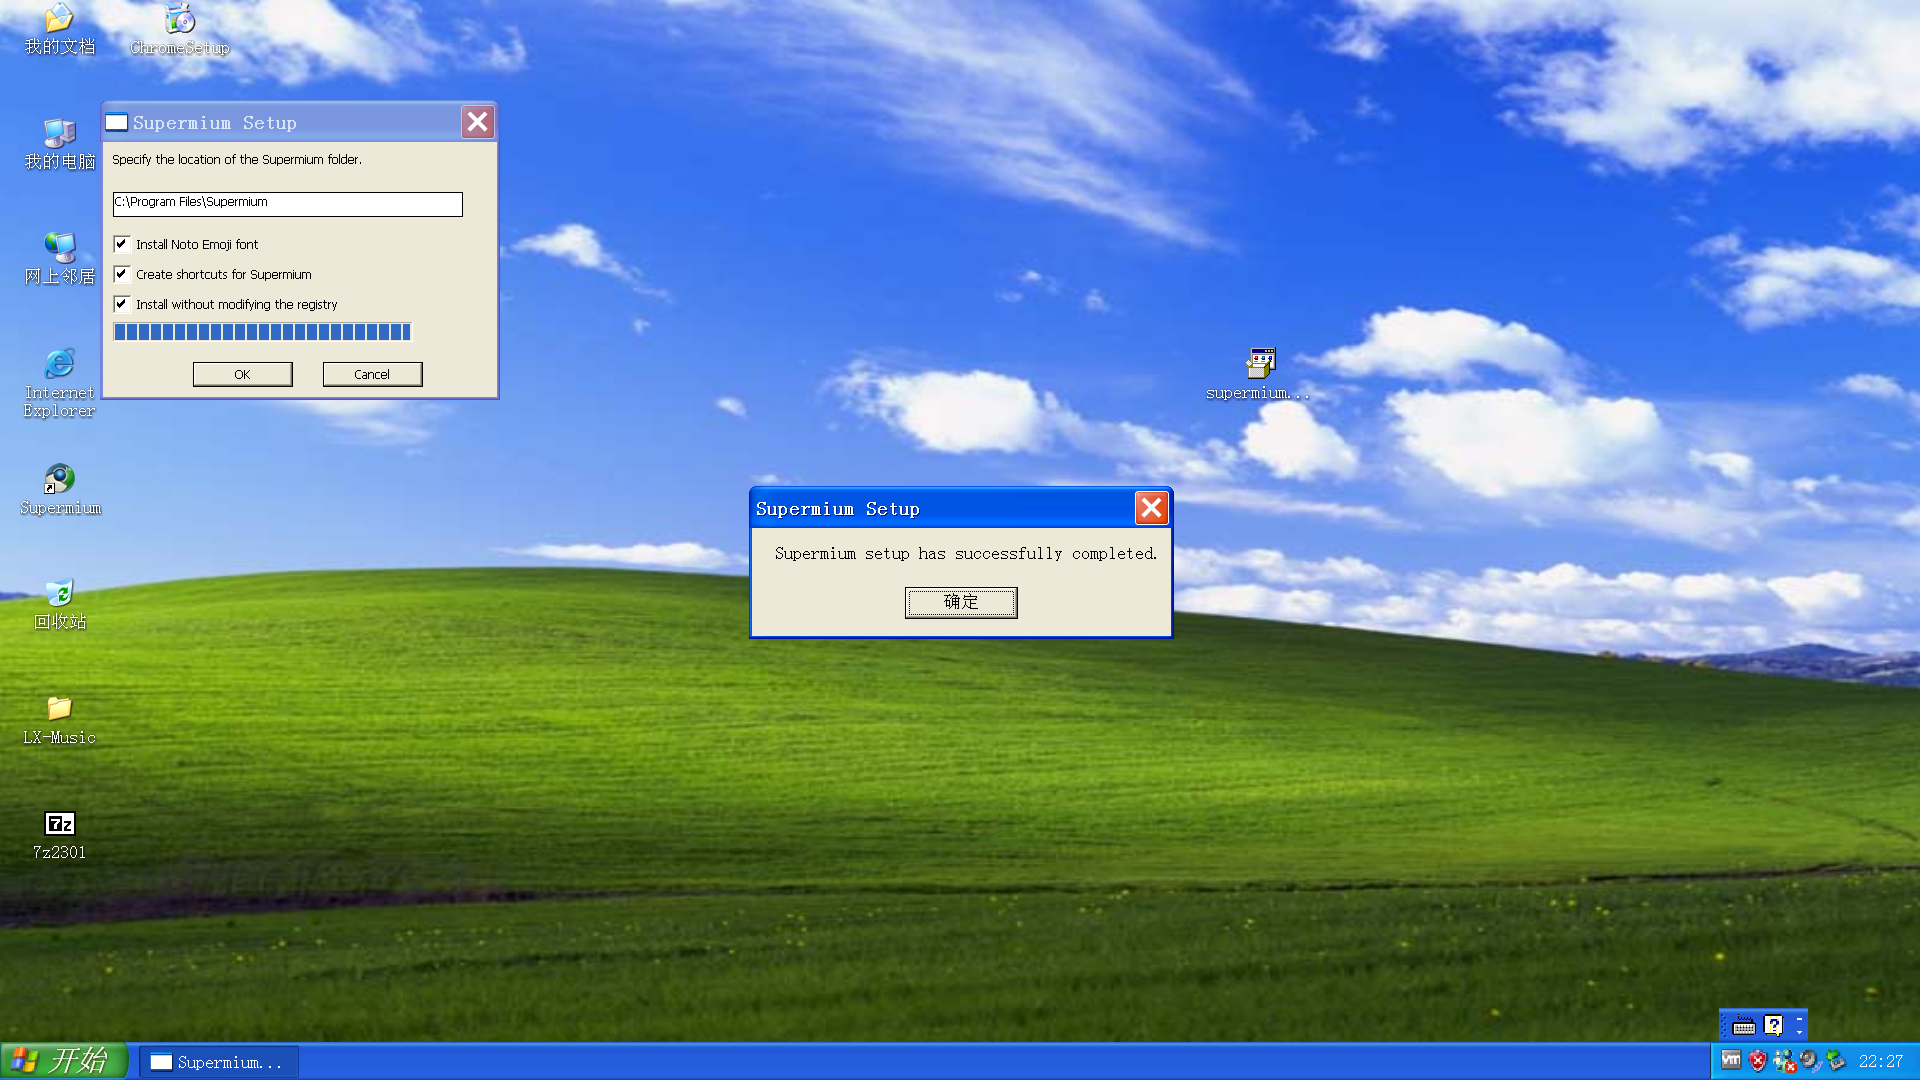 我的文档
ChromeSetup
我的电脑
网上邻居
Internet
Explorer
Supermium
回收站
LX-Music
7z
7z2301
Supermium Setup
Specify the location of the Supermium folder.
C:\Program Files\Supermium
Install Noto Emoji font
Create shortcuts for Supermium
Install without modifying the registry
OK
Cancel
supermium...
Supermium Setup
Supermium setup has successfully completed.
确定
开始
Supermium...
vm
22:27